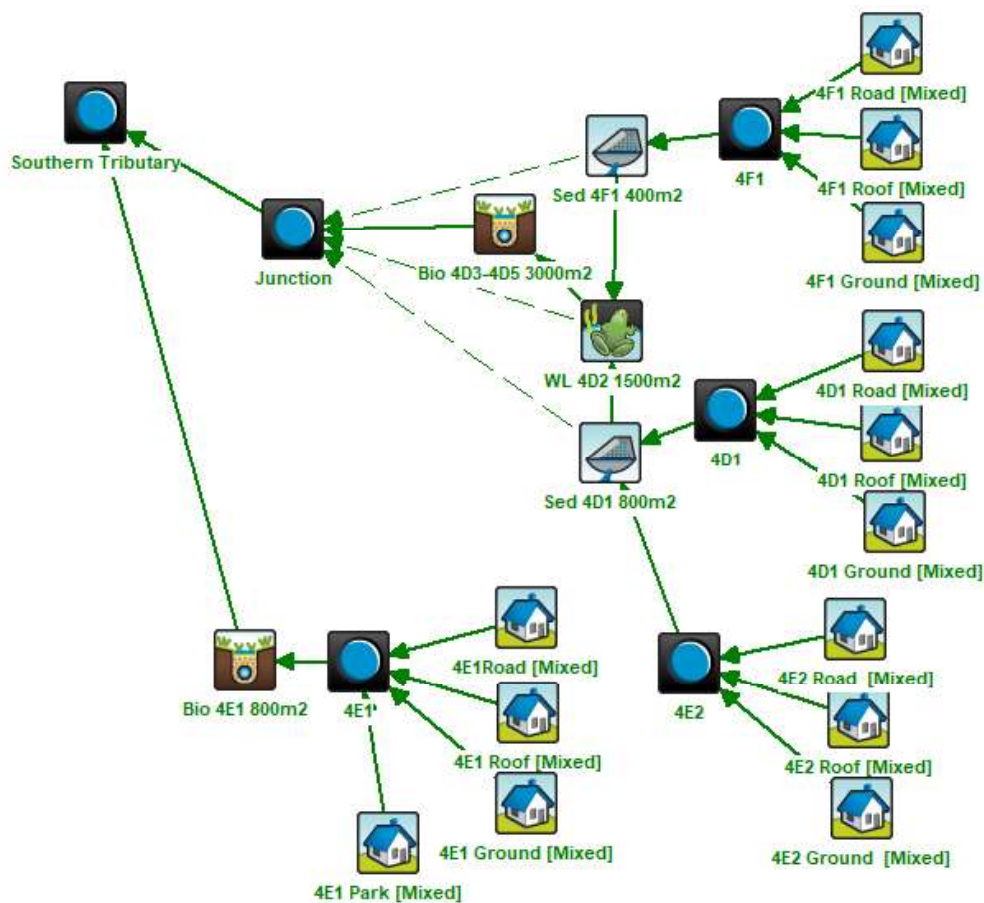 4F1 Road [Mixed]
Southern Tributary
4F1
4F1 Roof [Mixed]
Sed 4F1 400m2
Junction
Bio 4D3-4D5 3000m2
4F1 Ground [Mixed]
WL 4D2 1500m2
4D1 Road [Mixed]
4D1
4D1 Roof [Mixed]
Sed 4D1 800m2
4D1 Ground [Mixed]
4E1Road [Mixed]
4E2 Road [Mixed]
Bio 4E1 800m2
4E1
4E2
4E1 Roof [Mixed]
4E2 Roof [Mixed]
4E1 Ground [Mixed]
4E2 Ground [Mixed]
4E1 Park [Mixed]